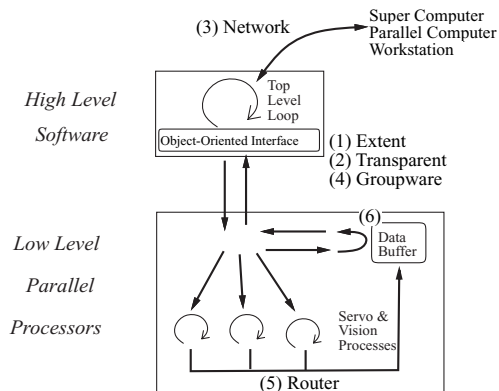 (3) Network
Super Computer
Parallel Computer
Workstation
High Level
Software
Top
Level
Loop
Object-Oriented Interface
(1) Extent
(2) Transparent
(4) Groupware
Low Level
Parallel
Processors
(6)
Data
Buffer
Servo &
Vision
Processes
(5) Router